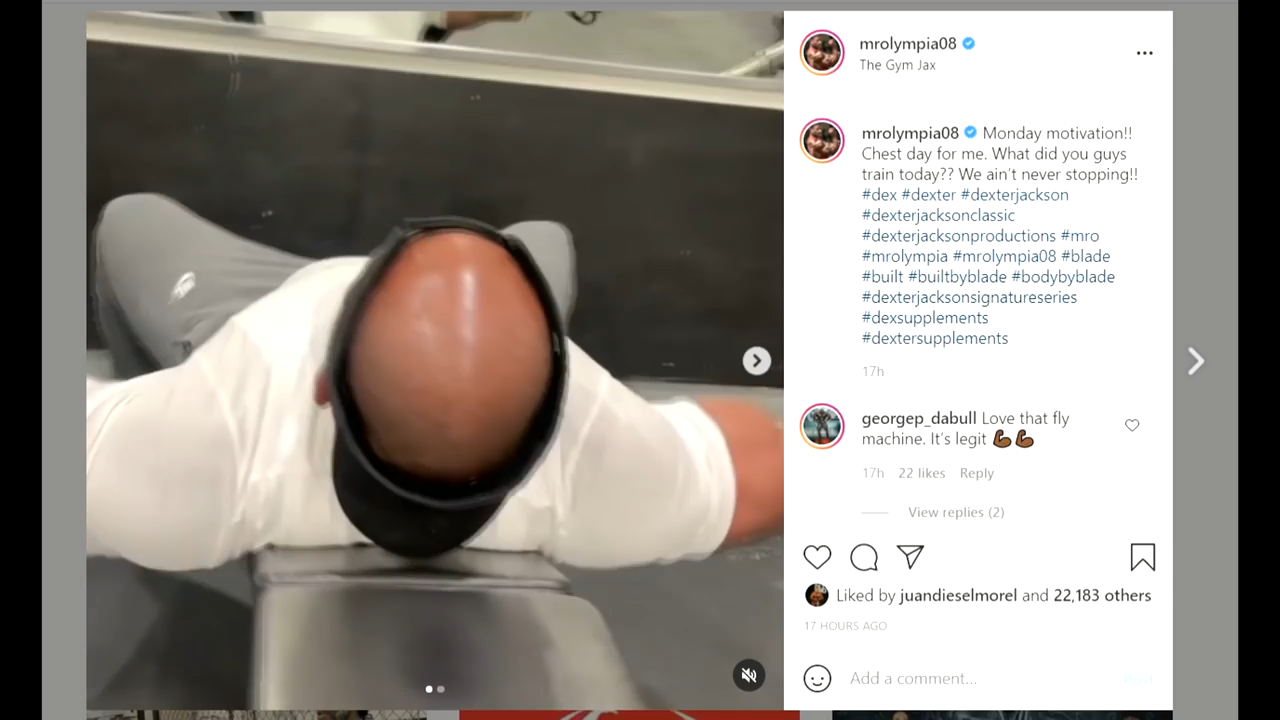 mrolympia08
The Gym Jax
mrolympia08 Monday motivation!!
Chest day for me. What did you guys
train today?? We ain't never stopping!!
#dex #dexter #dexterjackson
#dexterjacksonclassic
#dexterjacksonproductions #mro
#mrolympia #mrolympia08 #blade
#built #builtbyblade #bodybyblade
#dexterjacksonsignatureseries
#dexsupplements
#dextersupplements
17h
georgep_dabull Love that fly
machine. It's legit 💪🏾💪🏾
17h 22 likes Reply
View replies (2)
Liked by juandieselmorel and 22,183 others
17 HOURS AGO
Add a comment... Post